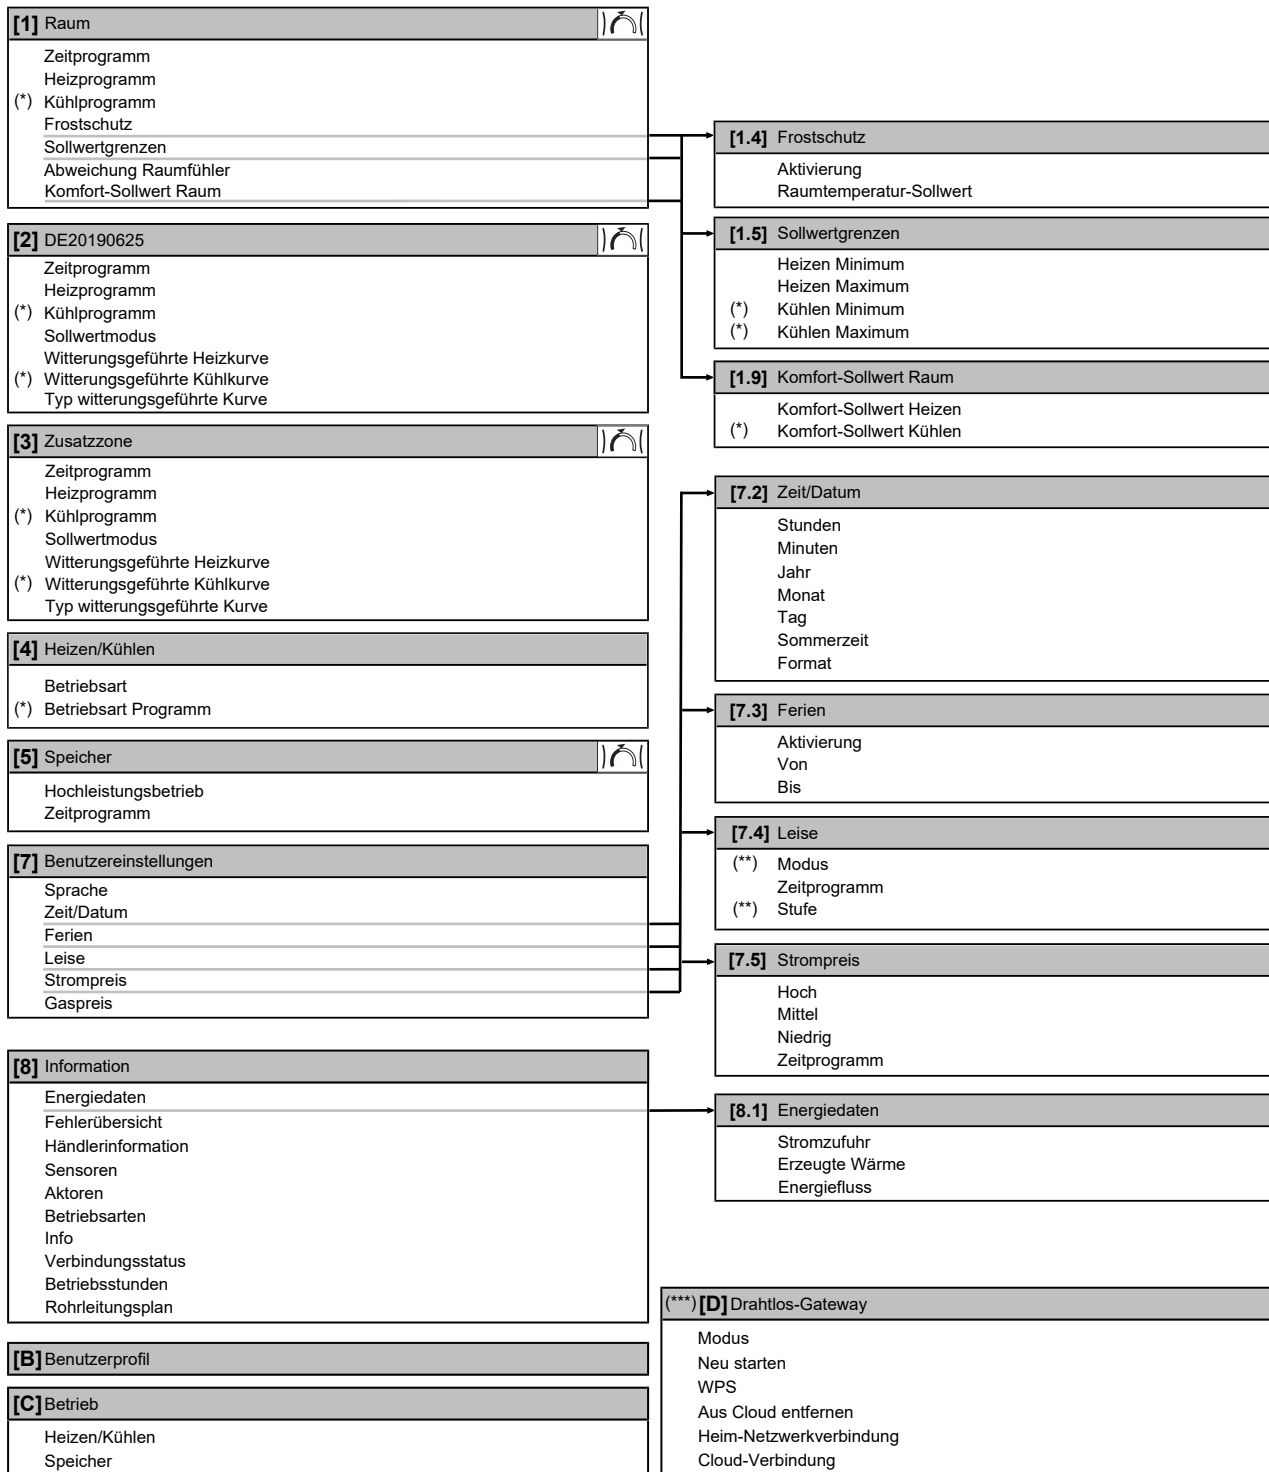 [1] Raum
Zeitprogramm
Heizprogramm
(*) Kühlprogramm
Frostschutz
Sollwertgrenzen
Abweichung Raumfühler
Komfort-Sollwert Raum
[2] DE20190625
Zeitprogramm
Heizprogramm
(*) Kühlprogramm
Sollwertmodus
Witterungsgeführte Heizkurve
(*) Witterungsgeführte Kühlkurve
Typ witterungsgeführte Kurve
[3] Zusatzzone
Zeitprogramm
Heizprogramm
(*) Kühlprogramm
Sollwertmodus
Witterungsgeführte Heizkurve
(*) Witterungsgeführte Kühlkurve
Typ witterungsgeführte Kurve
[4] Heizen/Kühlen
Betriebsart
(*) Betriebsart Programm
[5] Speicher
Hochleistungsbetrieb
Zeitprogramm
[7] Benutzereinstellungen
Sprache
Zeit/Datum
Ferien
Leise
Strompreis
Gaspreis
[8] Information
Energiedaten
Fehlerübersicht
Händlerinformation
Sensoren
Aktoren
Betriebsarten
Info
Verbindungsstatus
Betriebsstunden
Rohrleitungsplan
[B] Benutzerprofil
[C] Betrieb
Heizen/Kühlen
Speicher
[1.4] Frostschutz
Aktivierung
Raumtemperatur-Sollwert
[1.5] Sollwertgrenzen
Heizen Minimum
Heizen Maximum
(*) Kühlen Minimum
(*) Kühlen Maximum
[1.9] Komfort-Sollwert Raum
Komfort-Sollwert Heizen
(*) Komfort-Sollwert Kühlen
[7.2] Zeit/Datum
Stunden
Minuten
Jahr
Monat
Tag
Sommerzeit
Format
[7.3] Ferien
Aktivierung
Von
Bis
[7.4] Leise
(**) Modus
Zeitprogramm
(**) Stufe
[7.5] Strompreis
Hoch
Mittel
Niedrig
Zeitprogramm
[8.1] Energiedaten
Stromzufuhr
Erzeugte Wärme
Energiefluss
(***) [D] Drahtlos-Gateway
Modus
Neu starten
WPS
Aus Cloud entfernen
Heim-Netzwerkverbindung
Cloud-Verbindung